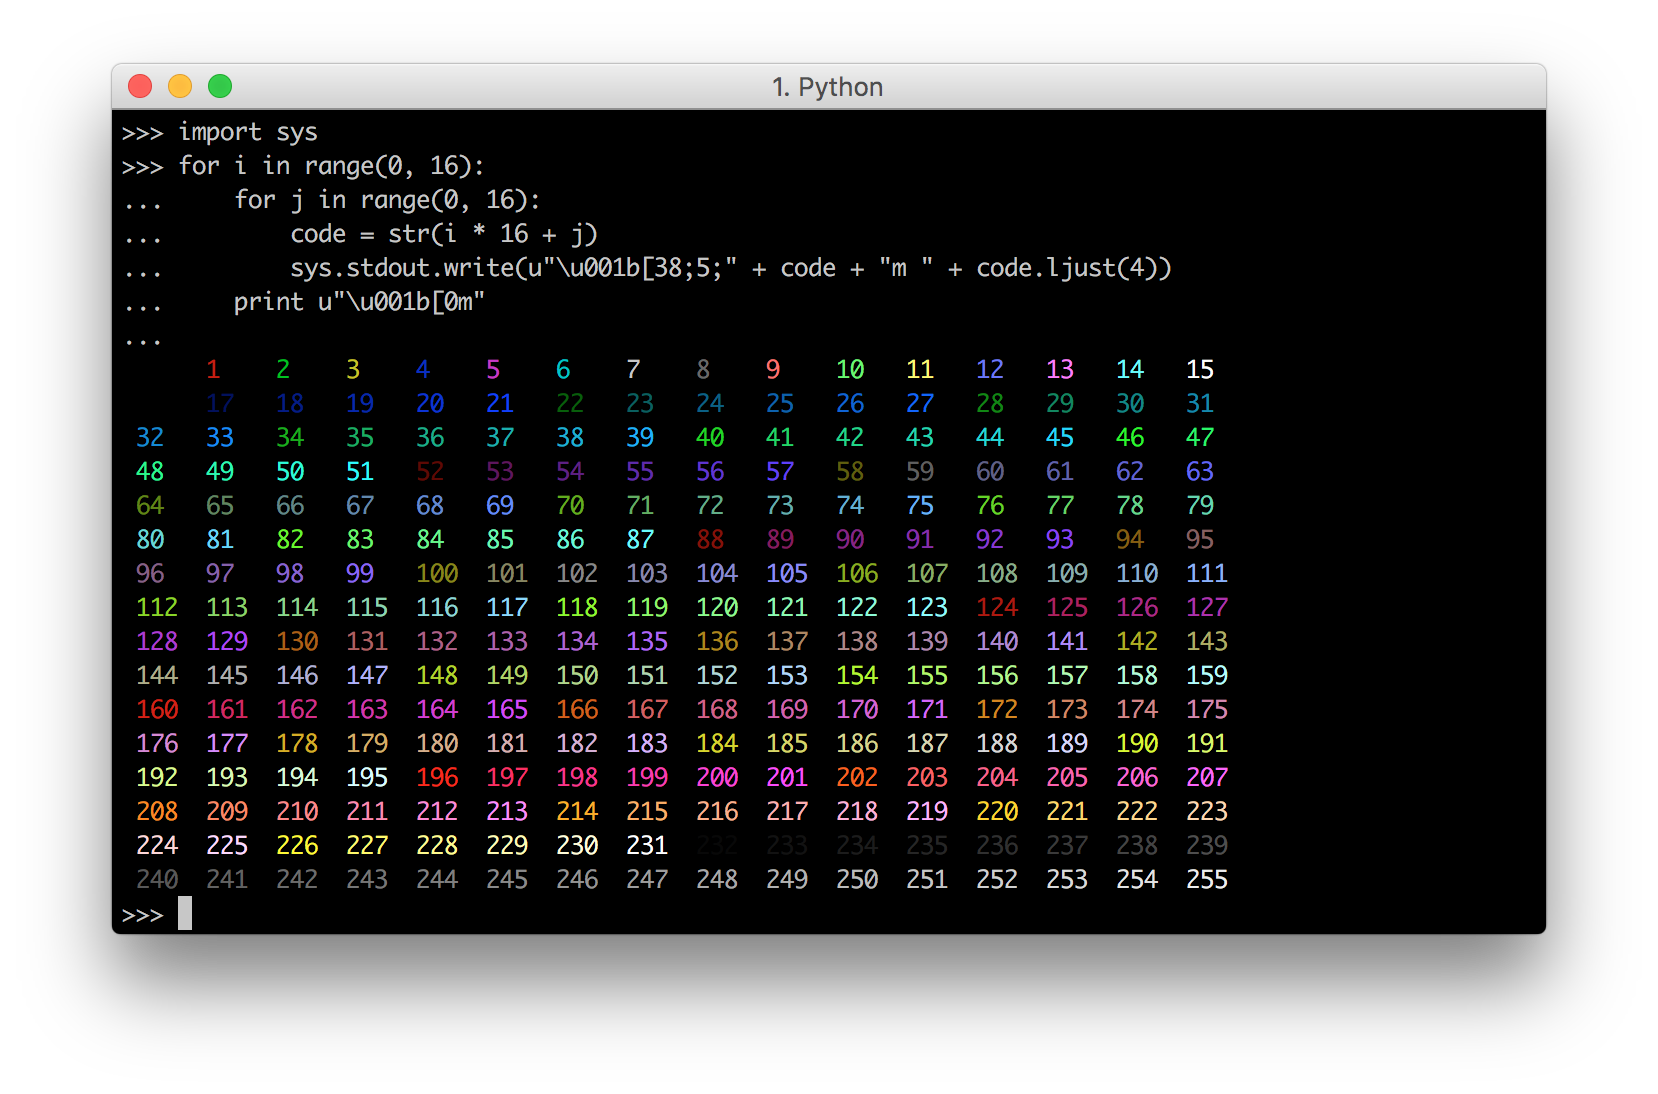 1. Python
>>> import sys
>>> for i in range(0, 16):
...     for j in range(0, 16):
...         code = str(i * 16 + j)
...         sys.stdout.write(u"\u001b[38;5;" + code + "m " + code.ljust(4))
...     print u"\u001b[0m"
...
1 2 3 4 5 6 7 8 9 10 11 12 13 14 15
17 18 19 20 21 22 23 24 25 26 27 28 29 30 31
32 33 34 35 36 37 38 39 40 41 42 43 44 45 46 47
48 49 50 51 52 53 54 55 56 57 58 59 60 61 62 63
64 65 66 67 68 69 70 71 72 73 74 75 76 77 78 79
80 81 82 83 84 85 86 87 88 89 90 91 92 93 94 95
96 97 98 99 100 101 102 103 104 105 106 107 108 109 110 111
112 113 114 115 116 117 118 119 120 121 122 123 124 125 126 127
128 129 130 131 132 133 134 135 136 137 138 139 140 141 142 143
144 145 146 147 148 149 150 151 152 153 154 155 156 157 158 159
160 161 162 163 164 165 166 167 168 169 170 171 172 173 174 175
176 177 178 179 180 181 182 183 184 185 186 187 188 189 190 191
192 193 194 195 196 197 198 199 200 201 202 203 204 205 206 207
208 209 210 211 212 213 214 215 216 217 218 219 220 221 222 223
224 225 226 227 228 229 230 231 232 233 234 235 236 237 238 239
240 241 242 243 244 245 246 247 248 249 250 251 252 253 254 255
>>>